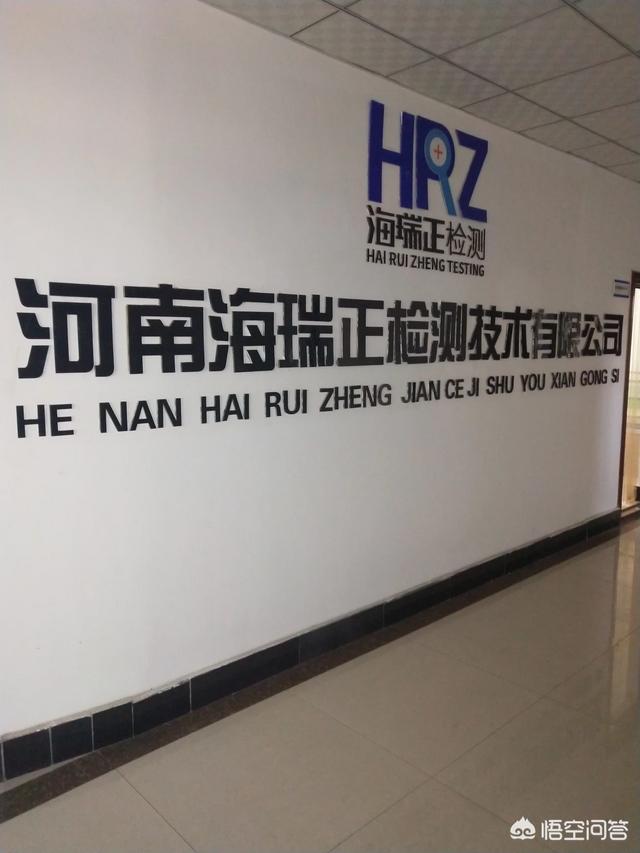 HRZ
海瑞正检测
HAI RUI ZHENG TESTING
河南海瑞正检测技术有限公司
HE NAN HAI RUI ZHENG JIAN CE JI SHU YOU XIAN GONG SI
悟空问答